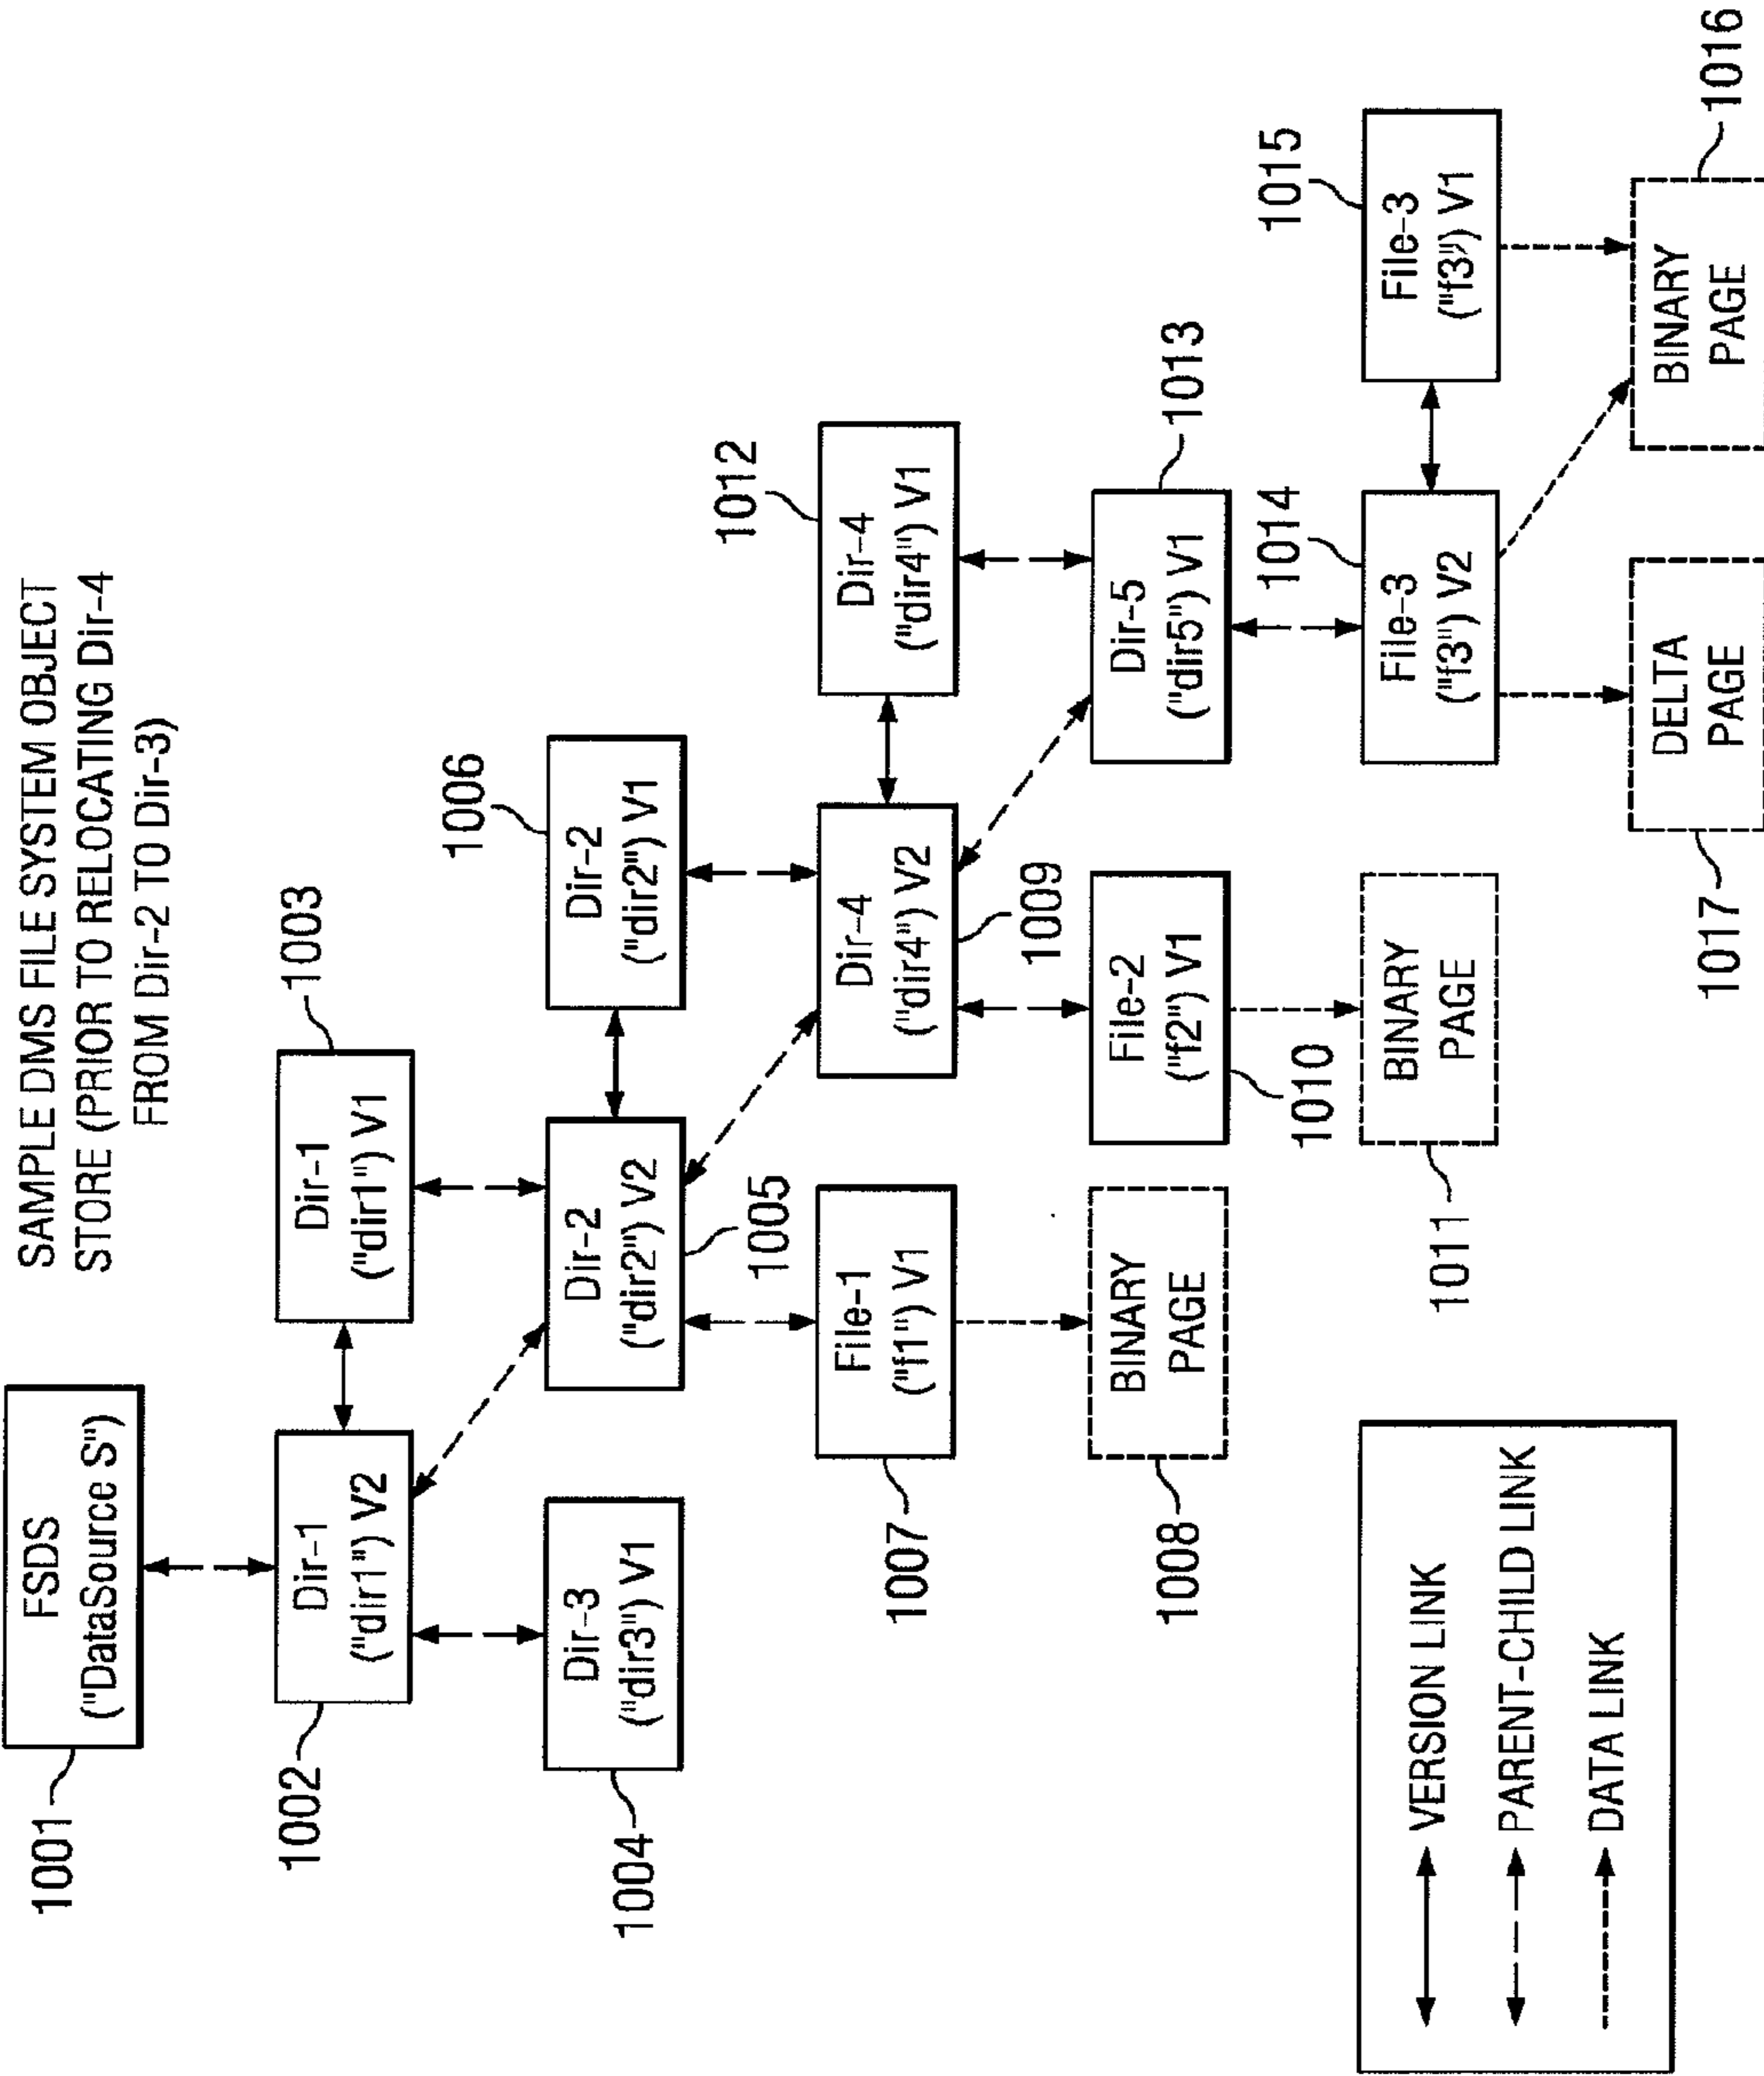 SAMPLE DMS FILE SYSTEM OBJECT
STORE (PRIOR TO RELOCATING Dir-4
FROM Dir-2 TO Dir-3)
1001
FSDS
("DataSource S")
1002
Dir-1
("dir1") V2
Dir-1
("dir1") V1
1003
1004
Dir-3
("dir3") V1
Dir-2
("dir2") V2
1005
Dir-2
("dir2") V1
1006
1007
File-1
("f1") V1
Dir-4
("dir4") V2
1009
Dir-4
("dir4") V1
1012
1008
BINARY
PAGE
File-2
("f2") V1
1010
Dir-5
("dir5") V1
1013
1011
BINARY
PAGE
File-3
("f3") V2
1014
File-3
("f3") V1
1015
1017
DELTA
PAGE
BINARY
PAGE
1016
VERSION LINK
PARENT-CHILD LINK
DATA LINK